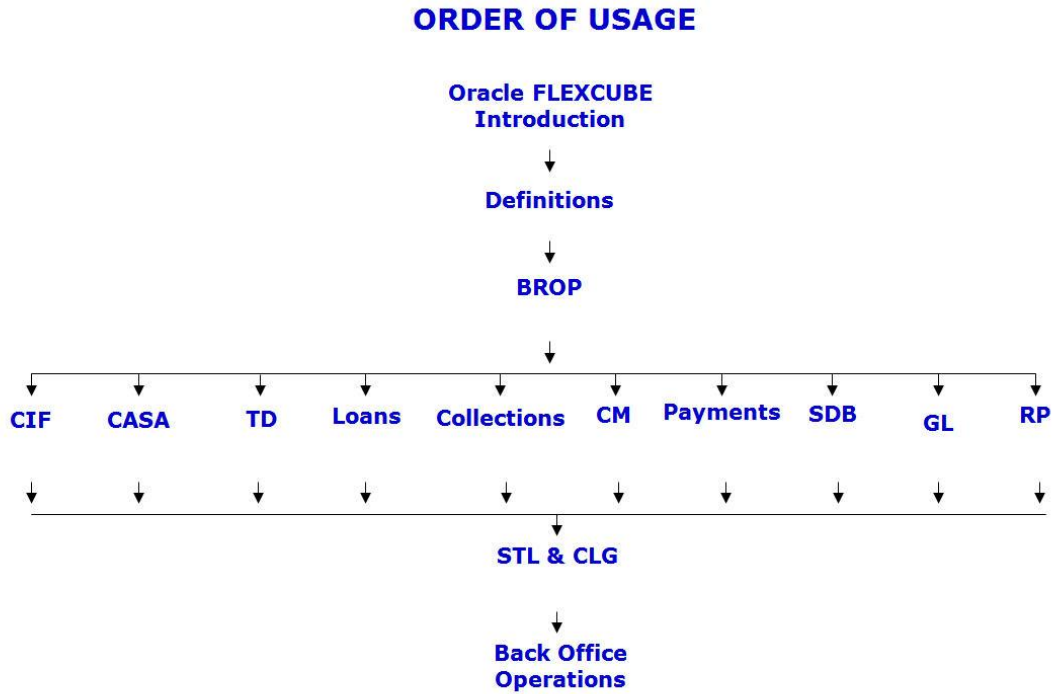 ORDER OF USAGE
Oracle FLEXCUBE
Introduction
Definitions
BROP
CIF CASA TD Loans Collections CM Payments SDB GL RP
STL & CLG
Back Office
Operations